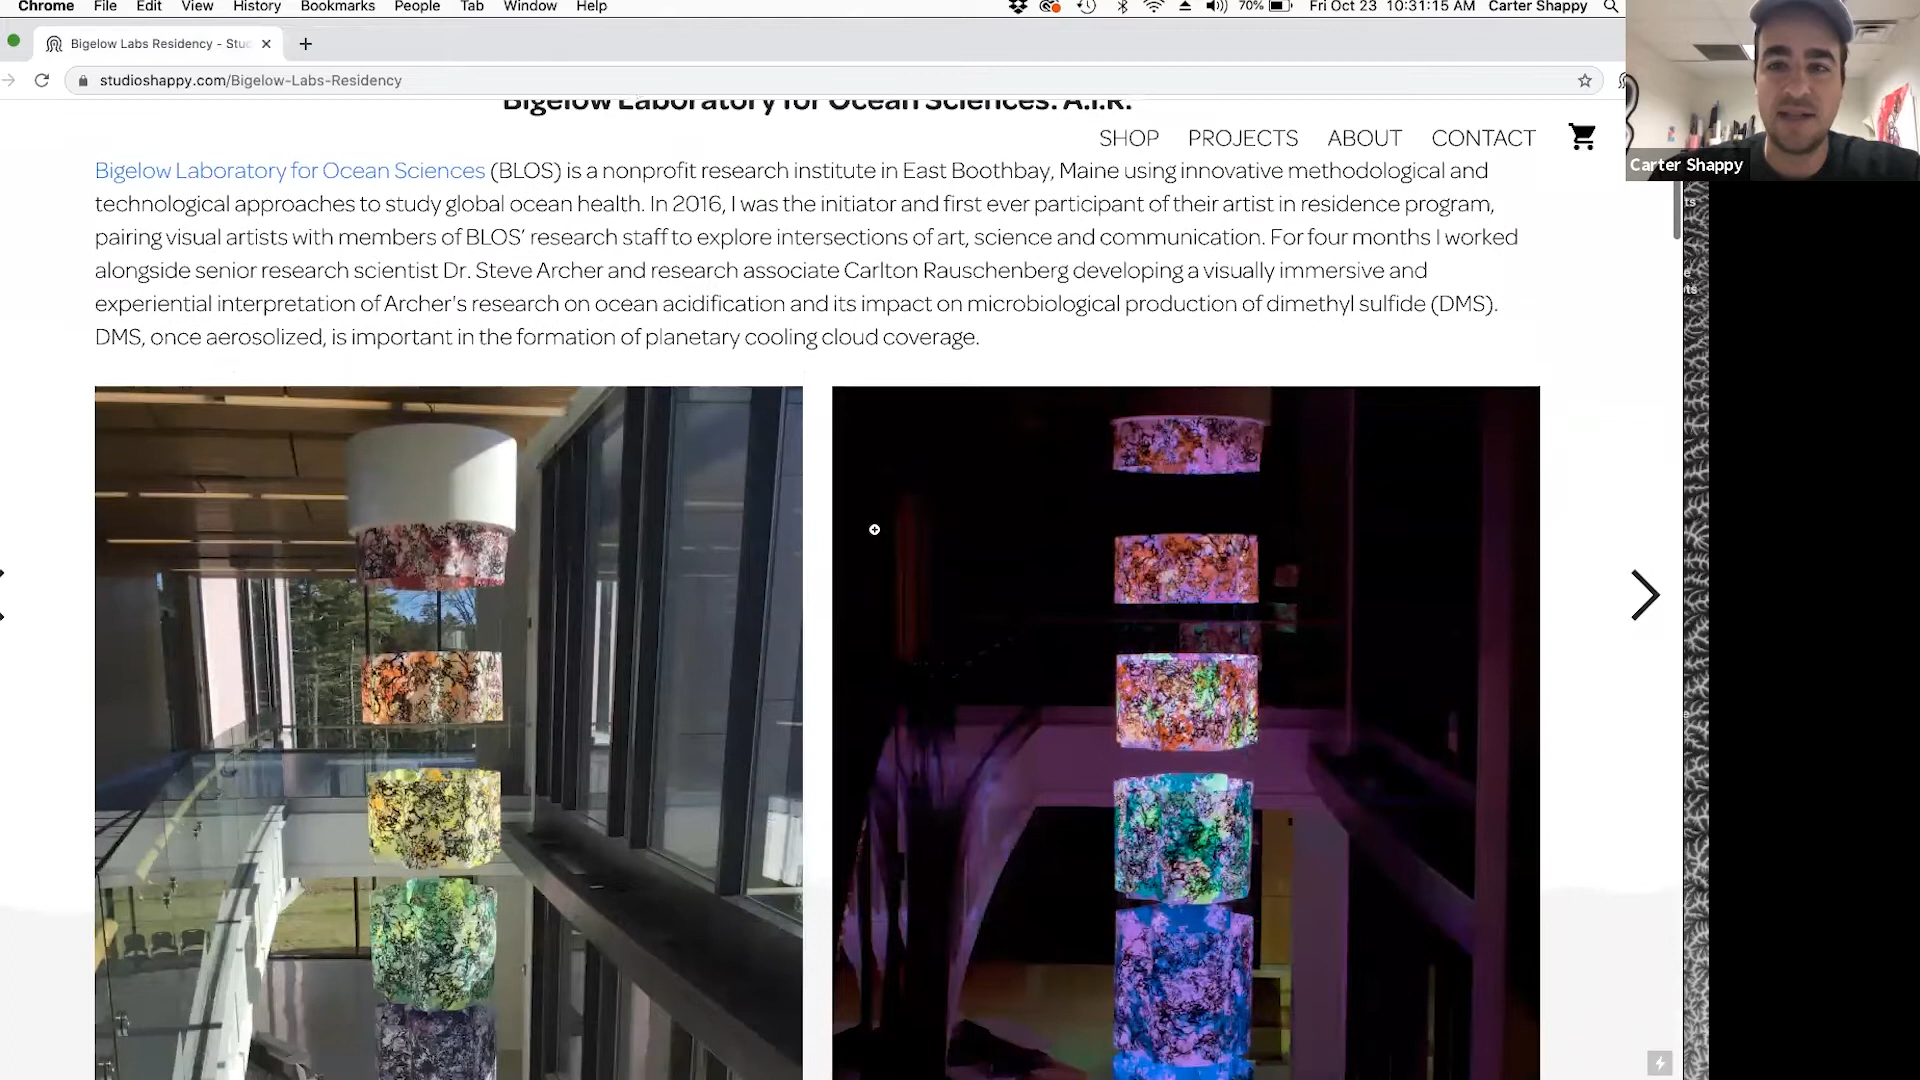 Chrome File Edit View History Bookmarks People Tab Window Help 70% Fri Oct 23 10:31:15 AM Carter Shappy
Bigelow Labs Residency - Stu
studioshappy.com/Bigelow-Labs-Residency
Bigelow Laboratory for Ocean Sciences: A.I.R.
SHOP PROJECTS ABOUT CONTACT
Carter Shappy
Bigelow Laboratory for Ocean Sciences (BLOS) is a nonprofit research institute in East Boothbay, Maine using innovative methodological and
technological approaches to study global ocean health. In 2016, I was the initiator and first ever participant of their artist in residence program,
pairing visual artists with members of BLOS’ research staff to explore intersections of art, science and communication. For four months I worked
alongside senior research scientist Dr. Steve Archer and research associate Carlton Rauschenberg developing a visually immersive and
experiential interpretation of Archer's research on ocean acidification and its impact on microbiological production of dimethyl sulfide (DMS).
DMS, once aerosolized, is important in the formation of planetary cooling cloud coverage.